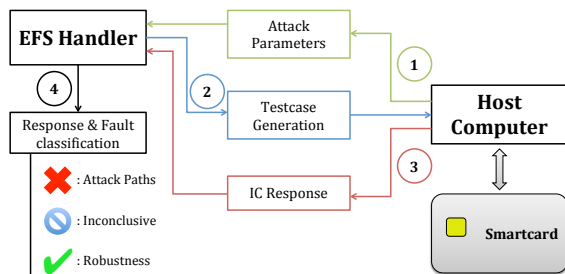 EFS Handler
Attack
Parameters
1
4
2
Testcase
Generation
Host
Computer
Response & Fault
classification
3
: Attack Paths
IC Response
: Inconclusive
Smartcard
: Robustness